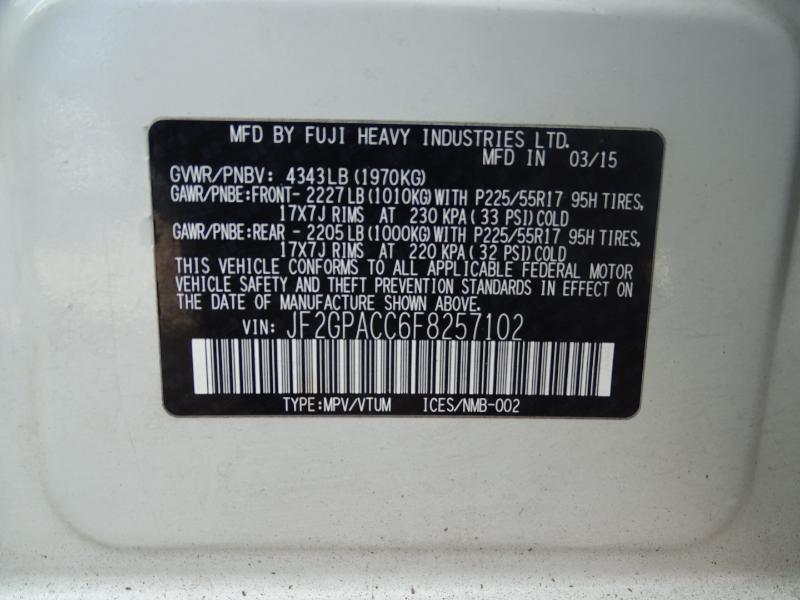 MFD BY FUJI HEAVY INDUSTRIES LTD.
MFD IN 03/15
GVWR/PNBV: 4343LB (1970KG)
GAWR/PNBE:FRONT- 2227LB (1010KG) WITH P225/55R17 95H TIRES,
17X7J RIMS AT 230 KPA( 33 PSI) COLD
GAWR/PNBE:REAR - 2205LB (1000KG) WITH P225/55R17 95H TIRES,
17X7J RIMS AT 220 KPA( 32 PSI) COLD
THIS VEHICLE CONFORMS TO ALL APPLICABLE FEDERAL MOTOR
VEHICLE SAFETY AND THEFT PREVENTION STANDARDS IN EFFECT ON
THE DATE OF MANUFACTURE SHOWN ABOVE.
VIN: JF2GPACC6F8257102
TYPE:MPV/VTUM ICES/NMB-002